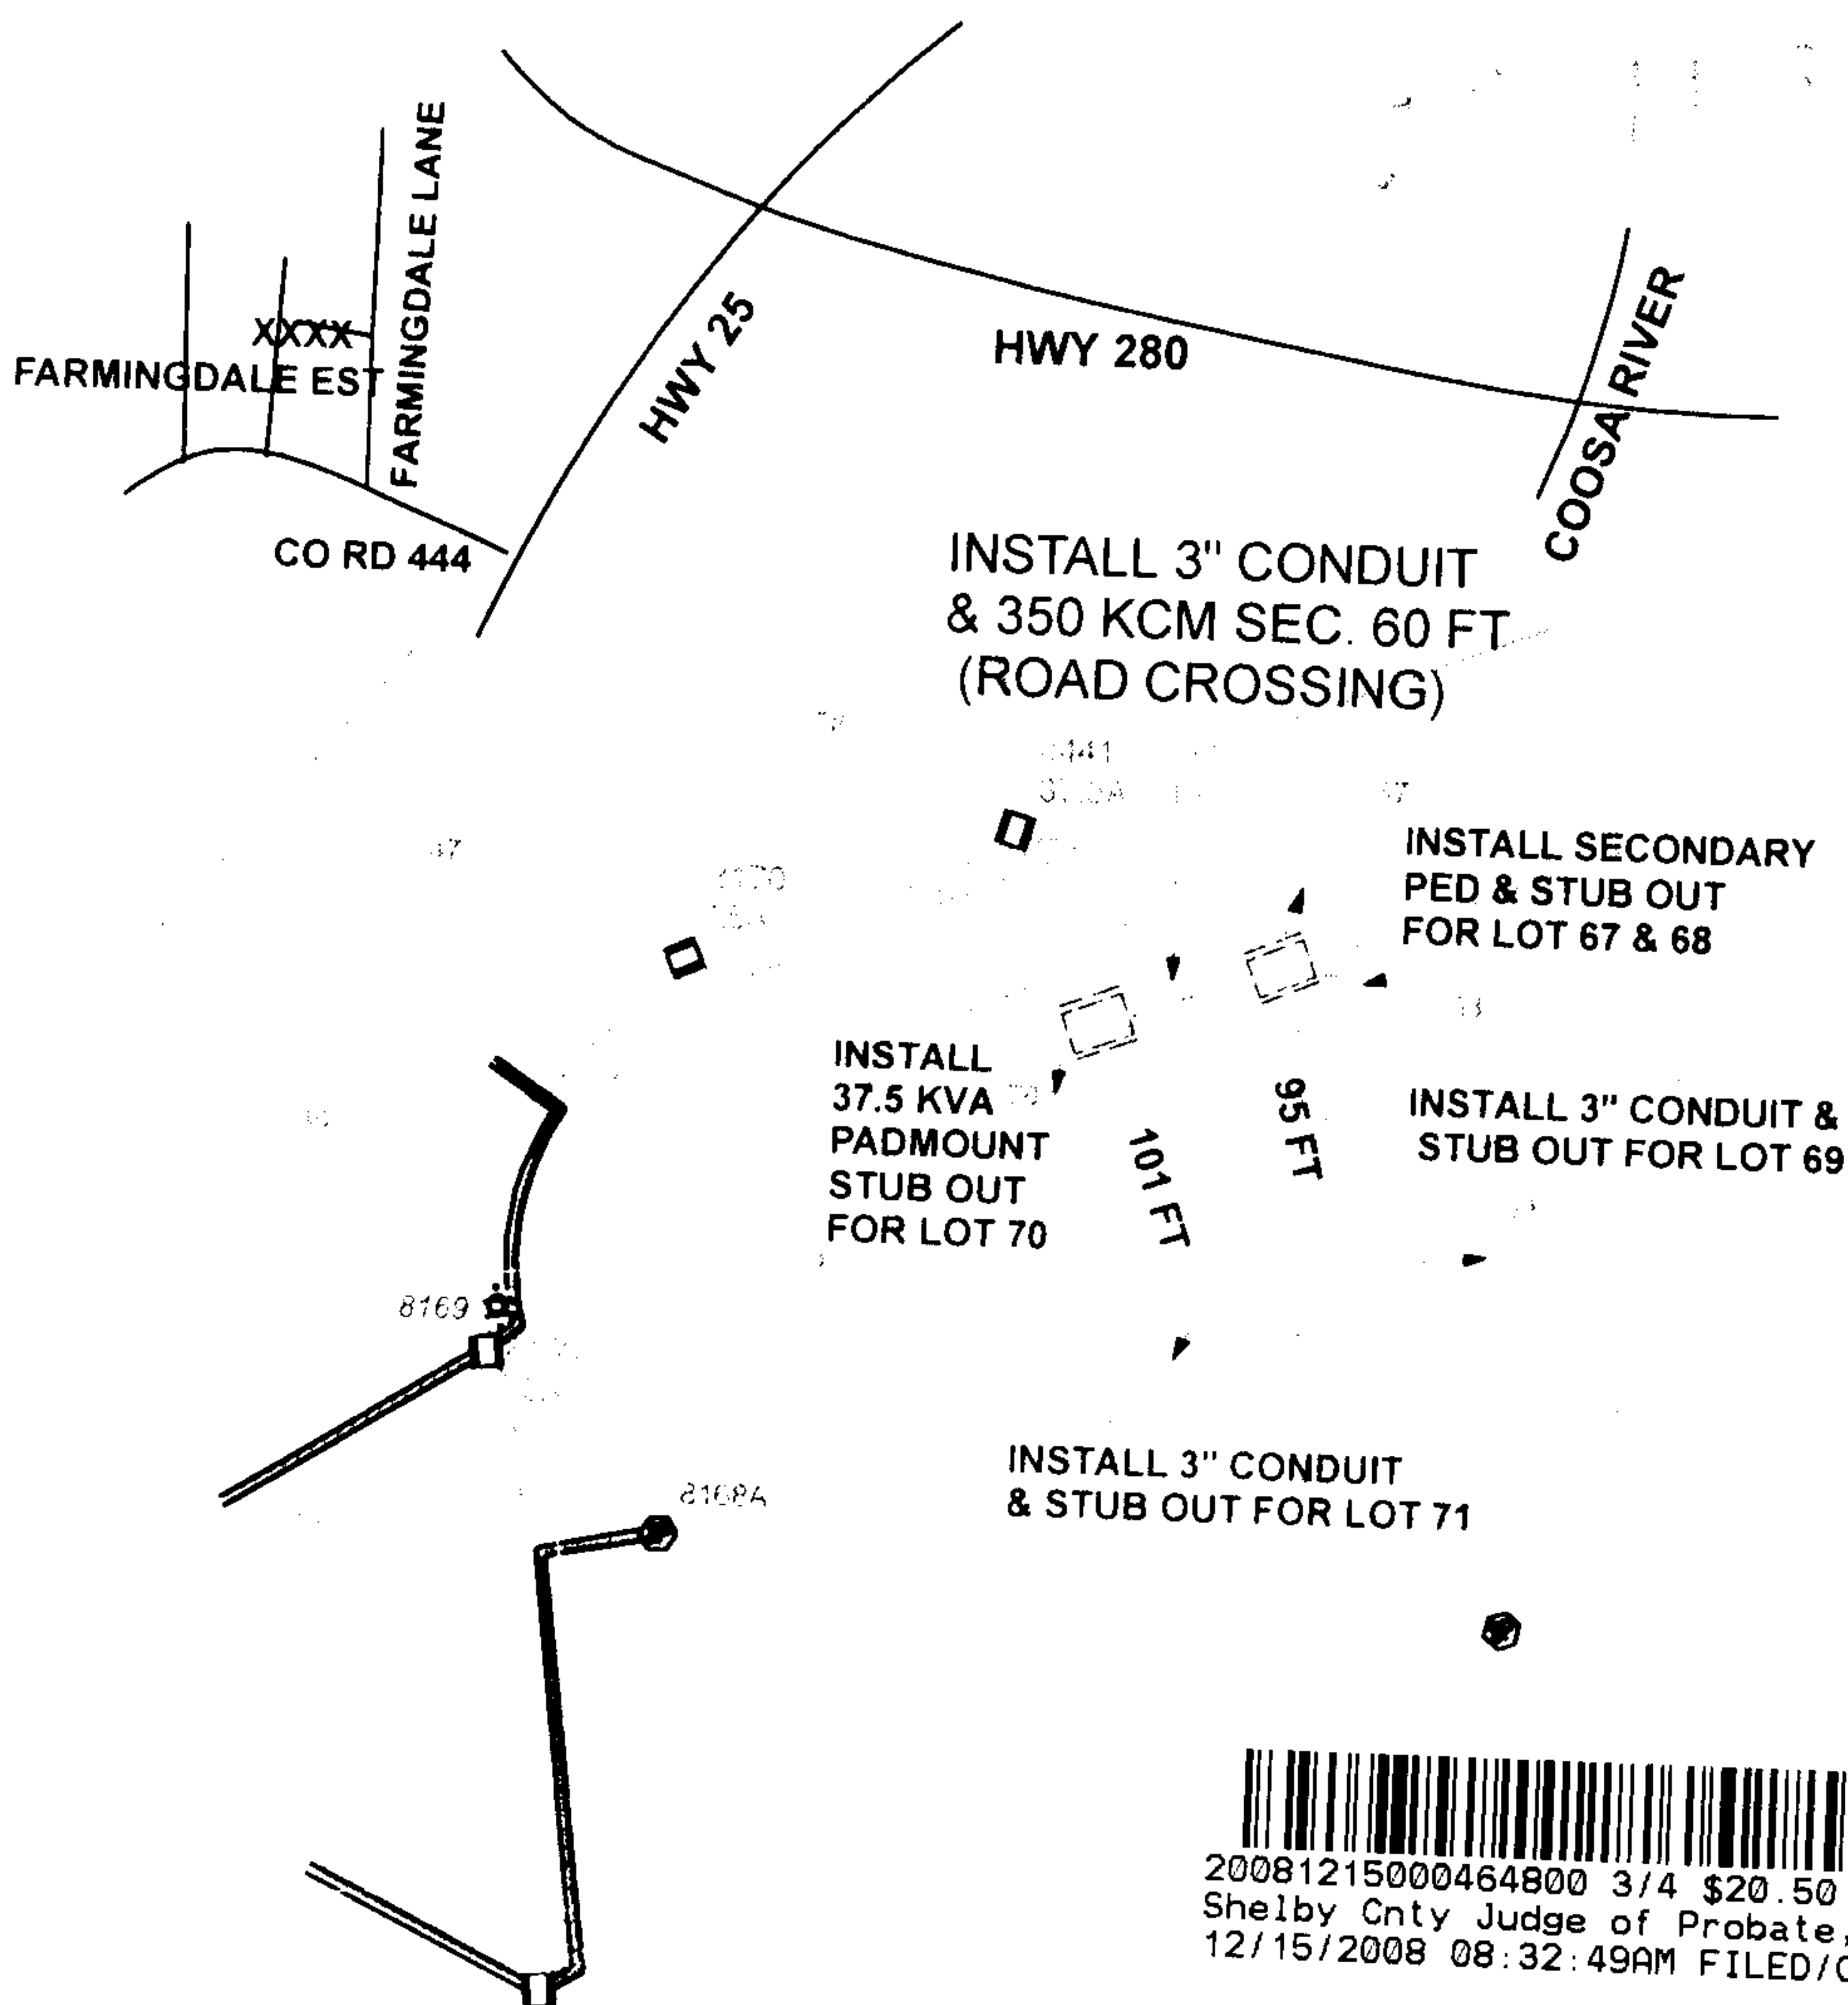 FARMINGDALE LANE
XXXX
FARMINGDALE EST
HWY 25
HWY 280
COOSA RIVER
CO RD 444
INSTALL 3" CONDUIT
& 350 KCM SEC. 60 FT
(ROAD CROSSING)
INSTALL SECONDARY
PED & STUB OUT
FOR LOT 67 & 68
INSTALL
37.5 KVA
PADMOUNT
STUB OUT
FOR LOT 70
101 FT
95 FT
INSTALL 3" CONDUIT &
STUB OUT FOR LOT 69
8169
8168A
INSTALL 3" CONDUIT
& STUB OUT FOR LOT 71
20081215000464800 3/4 $20.50
Shelby Cnty Judge of Probate,
12/15/2008 08:32:49AM FILED/C